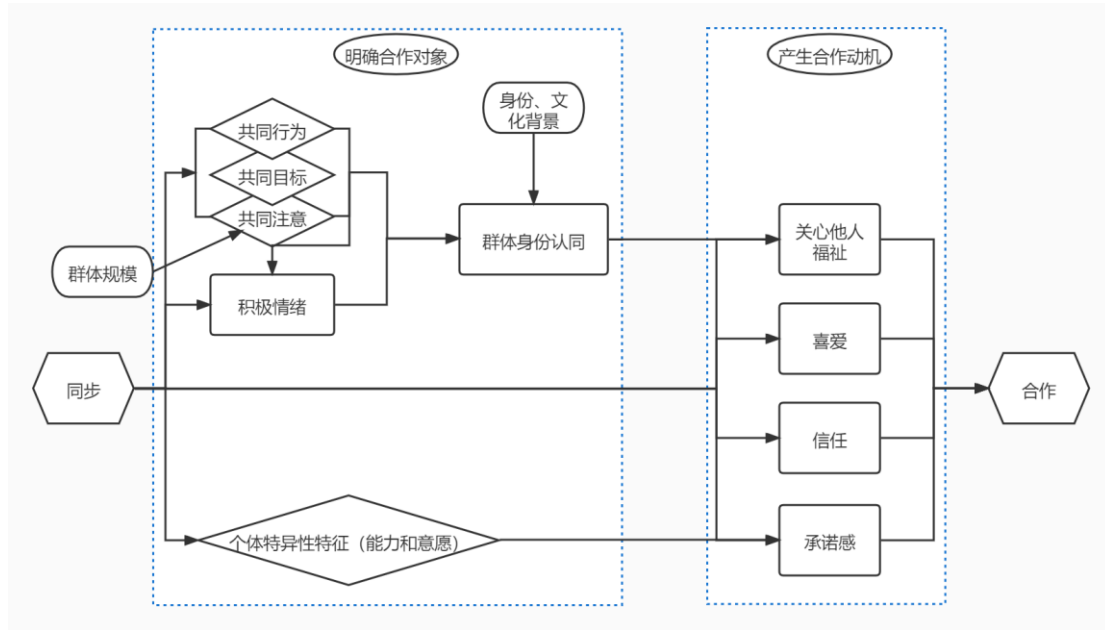 明确合作对象
产生合作动机
身份、文
化背景
共同行为
共同目标
共同注意
群体身份认同
关心他人
福祉
群体规模
积极情绪
喜爱
同步
合作
信任
个体特异性特征（能力和意愿）
承诺感